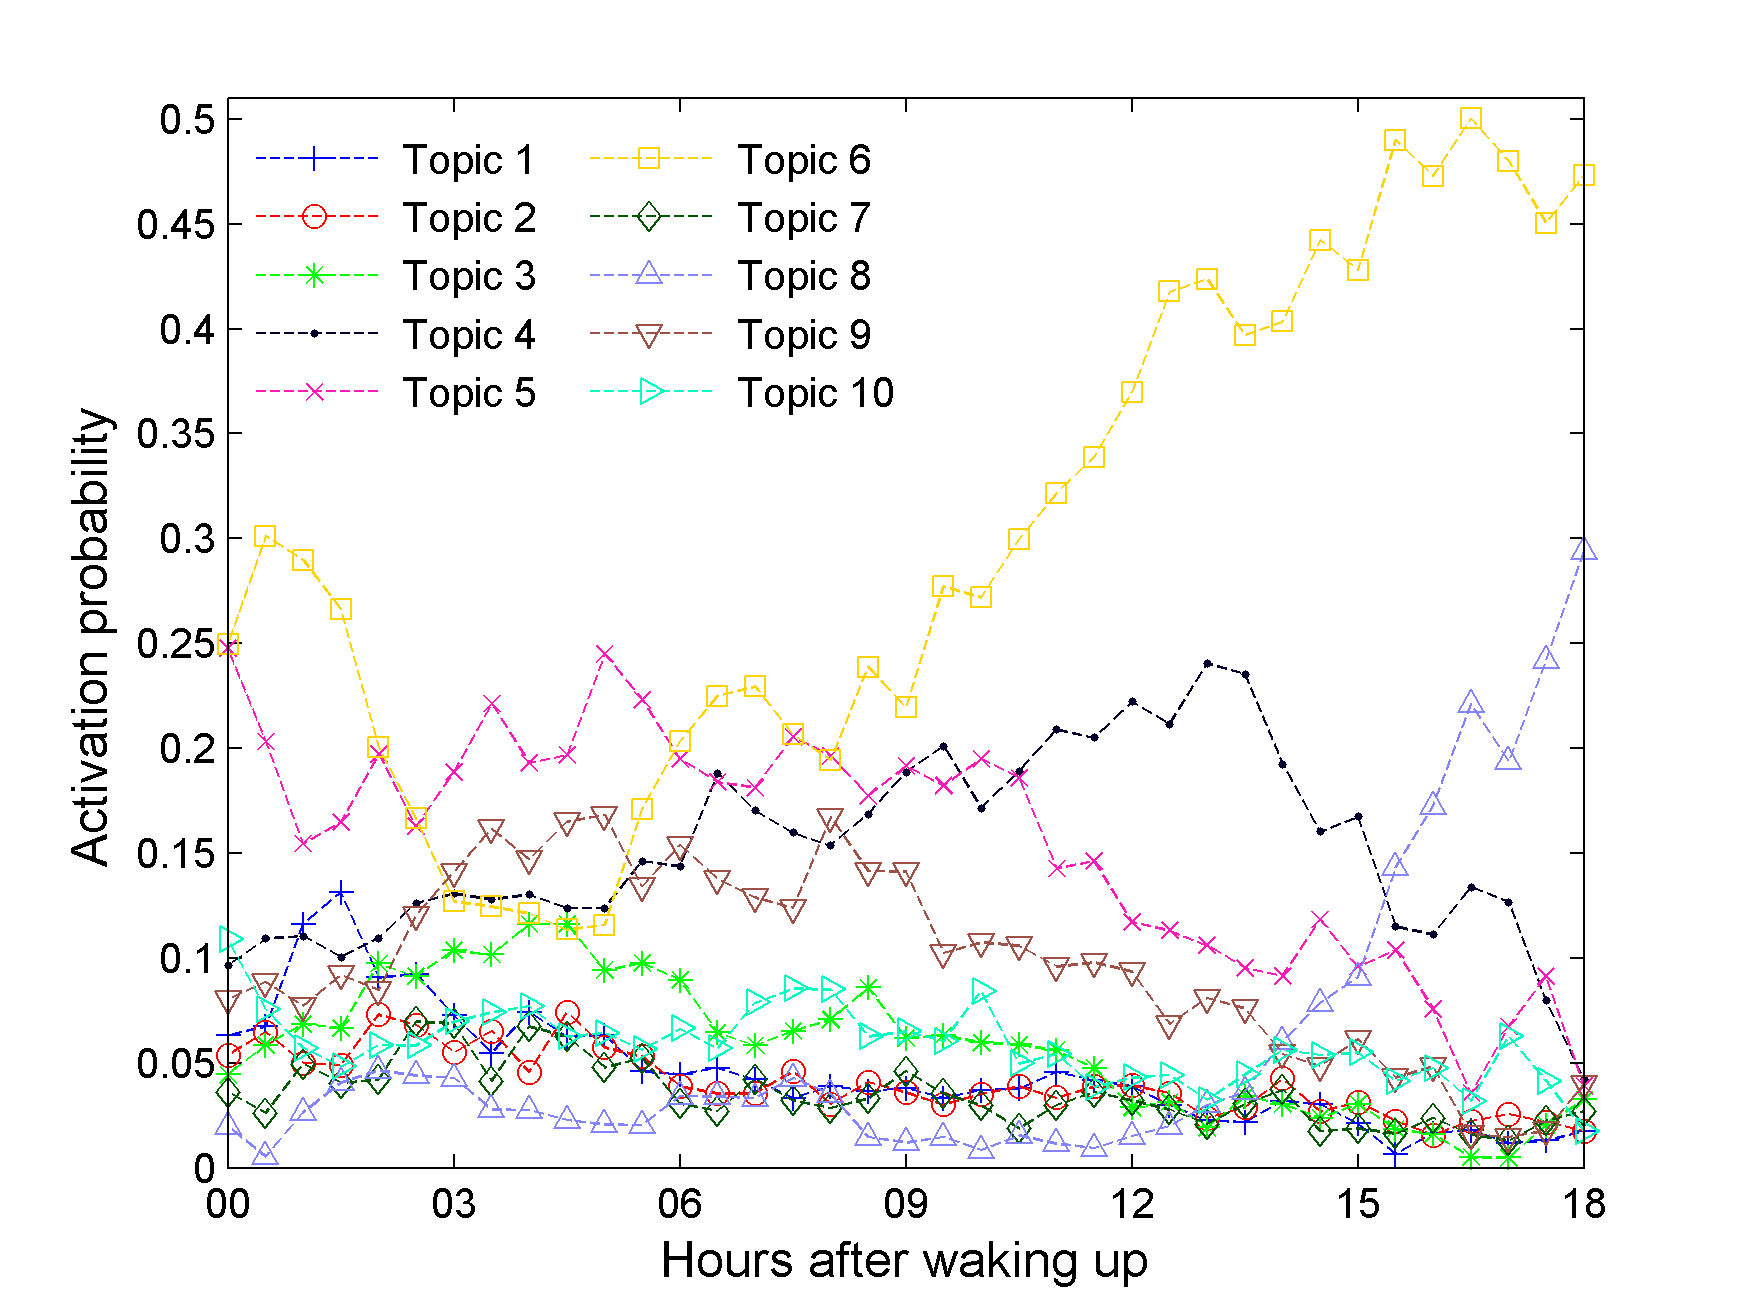 0.5
0.45
0.4
0.35
0.3
0.25
0.2
0.15
0.1
0.05
0
Activation probability
Topic 1
Topic 2
Topic 3
Topic 4
Topic 5
Topic 6
Topic 7
Topic 8
Topic 9
Topic 10
00 03 06 09 12 15 18
Hours after waking up